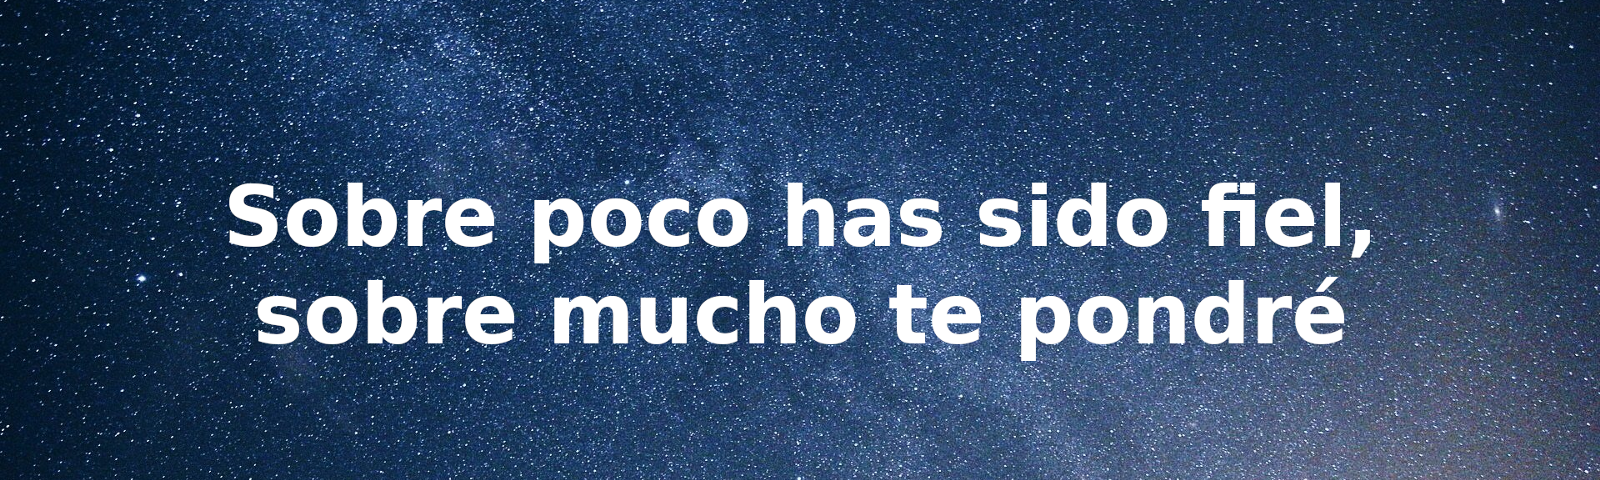 Sobre poco has sido fiel,
sobre mucho te pondré